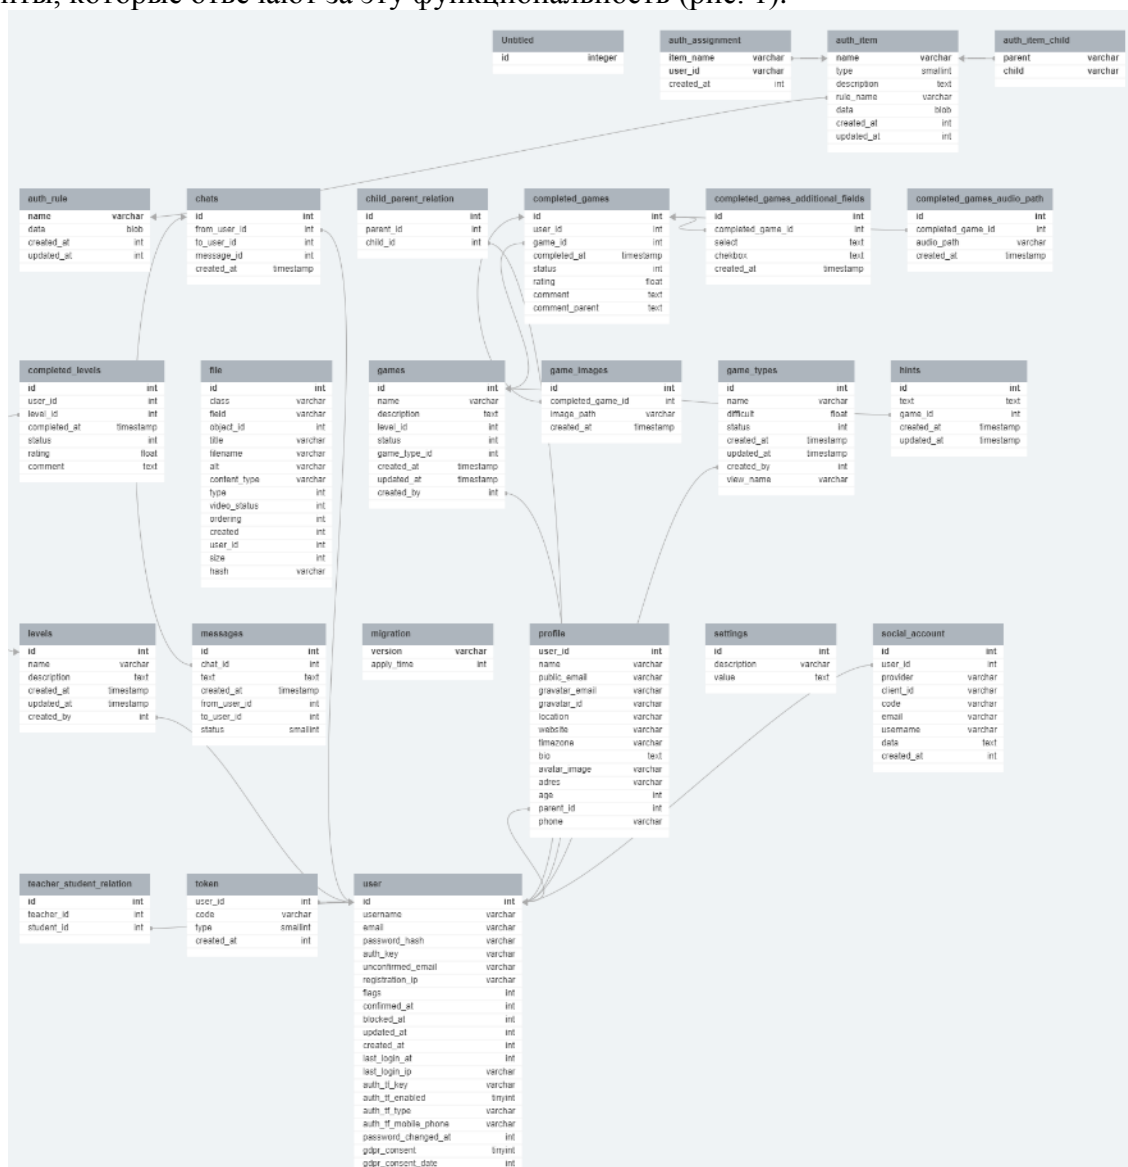 нты, которые отвечают за эту функциональность (рис. 1).
Untitled
id integer
auth_assignment
item_name varchar
user_id varchar
created_at int
auth_item
name varchar
type smallint
description text
rule_name varchar
data blob
created_at int
updated_at int
auth_item_child
parent varchar
child varchar
auth_rule
name varchar
data blob
created_at int
updated_at int
chats
id int
from_user_id int
to_user_id int
message_id int
created_at timestamp
child_parent_relation
id int
parent_id int
child_id int
completed_games
id int
user_id int
game_id int
completed_at timestamp
status int
rating float
comment text
comment_parent text
completed_games_additional_fields
id int
completed_game_id int
select text
chekbox text
created_at timestamp
completed_games_audio_path
id int
completed_game_id int
audio_path varchar
created_at timestamp
completed_levels
id int
user_id int
level_id int
completed_at timestamp
status int
rating float
comment text
file
id int
class varchar
field varchar
object_id int
title varchar
filename varchar
alt varchar
content_type varchar
type int
video_status int
ordering int
created int
user_id int
size int
hash varchar
games
id int
name varchar
description text
level_id int
status int
game_type_id int
created_at timestamp
updated_at timestamp
created_by int
game_images
id int
completed_game_id int
image_path varchar
created_at timestamp
game_types
id int
name varchar
difficult float
status int
created_at timestamp
updated_at timestamp
created_by int
view_name varchar
hints
id int
text text
game_id int
created_at timestamp
updated_at timestamp
levels
id int
name varchar
description text
created_at timestamp
updated_at timestamp
created_by int
messages
id int
chat_id int
text text
created_at timestamp
from_user_id int
to_user_id int
status smallint
migration
version varchar
apply_time int
profile
user_id int
name varchar
public_email varchar
gravatar_email varchar
gravatar_id varchar
location varchar
website varchar
timezone varchar
bio text
avatar_image varchar
adres varchar
age int
parent_id int
phone varchar
settings
id int
description varchar
value text
social_account
id int
user_id int
provider varchar
client_id varchar
code varchar
email varchar
username varchar
data text
created_at int
teacher_student_relation
id int
teacher_id int
student_id int
token
user_id int
code varchar
type smallint
created_at int
user
id int
username varchar
email varchar
password_hash varchar
auth_key varchar
unconfirmed_email varchar
registration_ip varchar
flags int
confirmed_at int
blocked_at int
updated_at int
created_at int
last_login_at int
last_login_ip varchar
auth_tf_key varchar
auth_tf_enabled tinyint
auth_tf_type varchar
auth_tf_mobile_phone varchar
password_changed_at int
gdpr_consent tinyint
gdpr_consent_date int